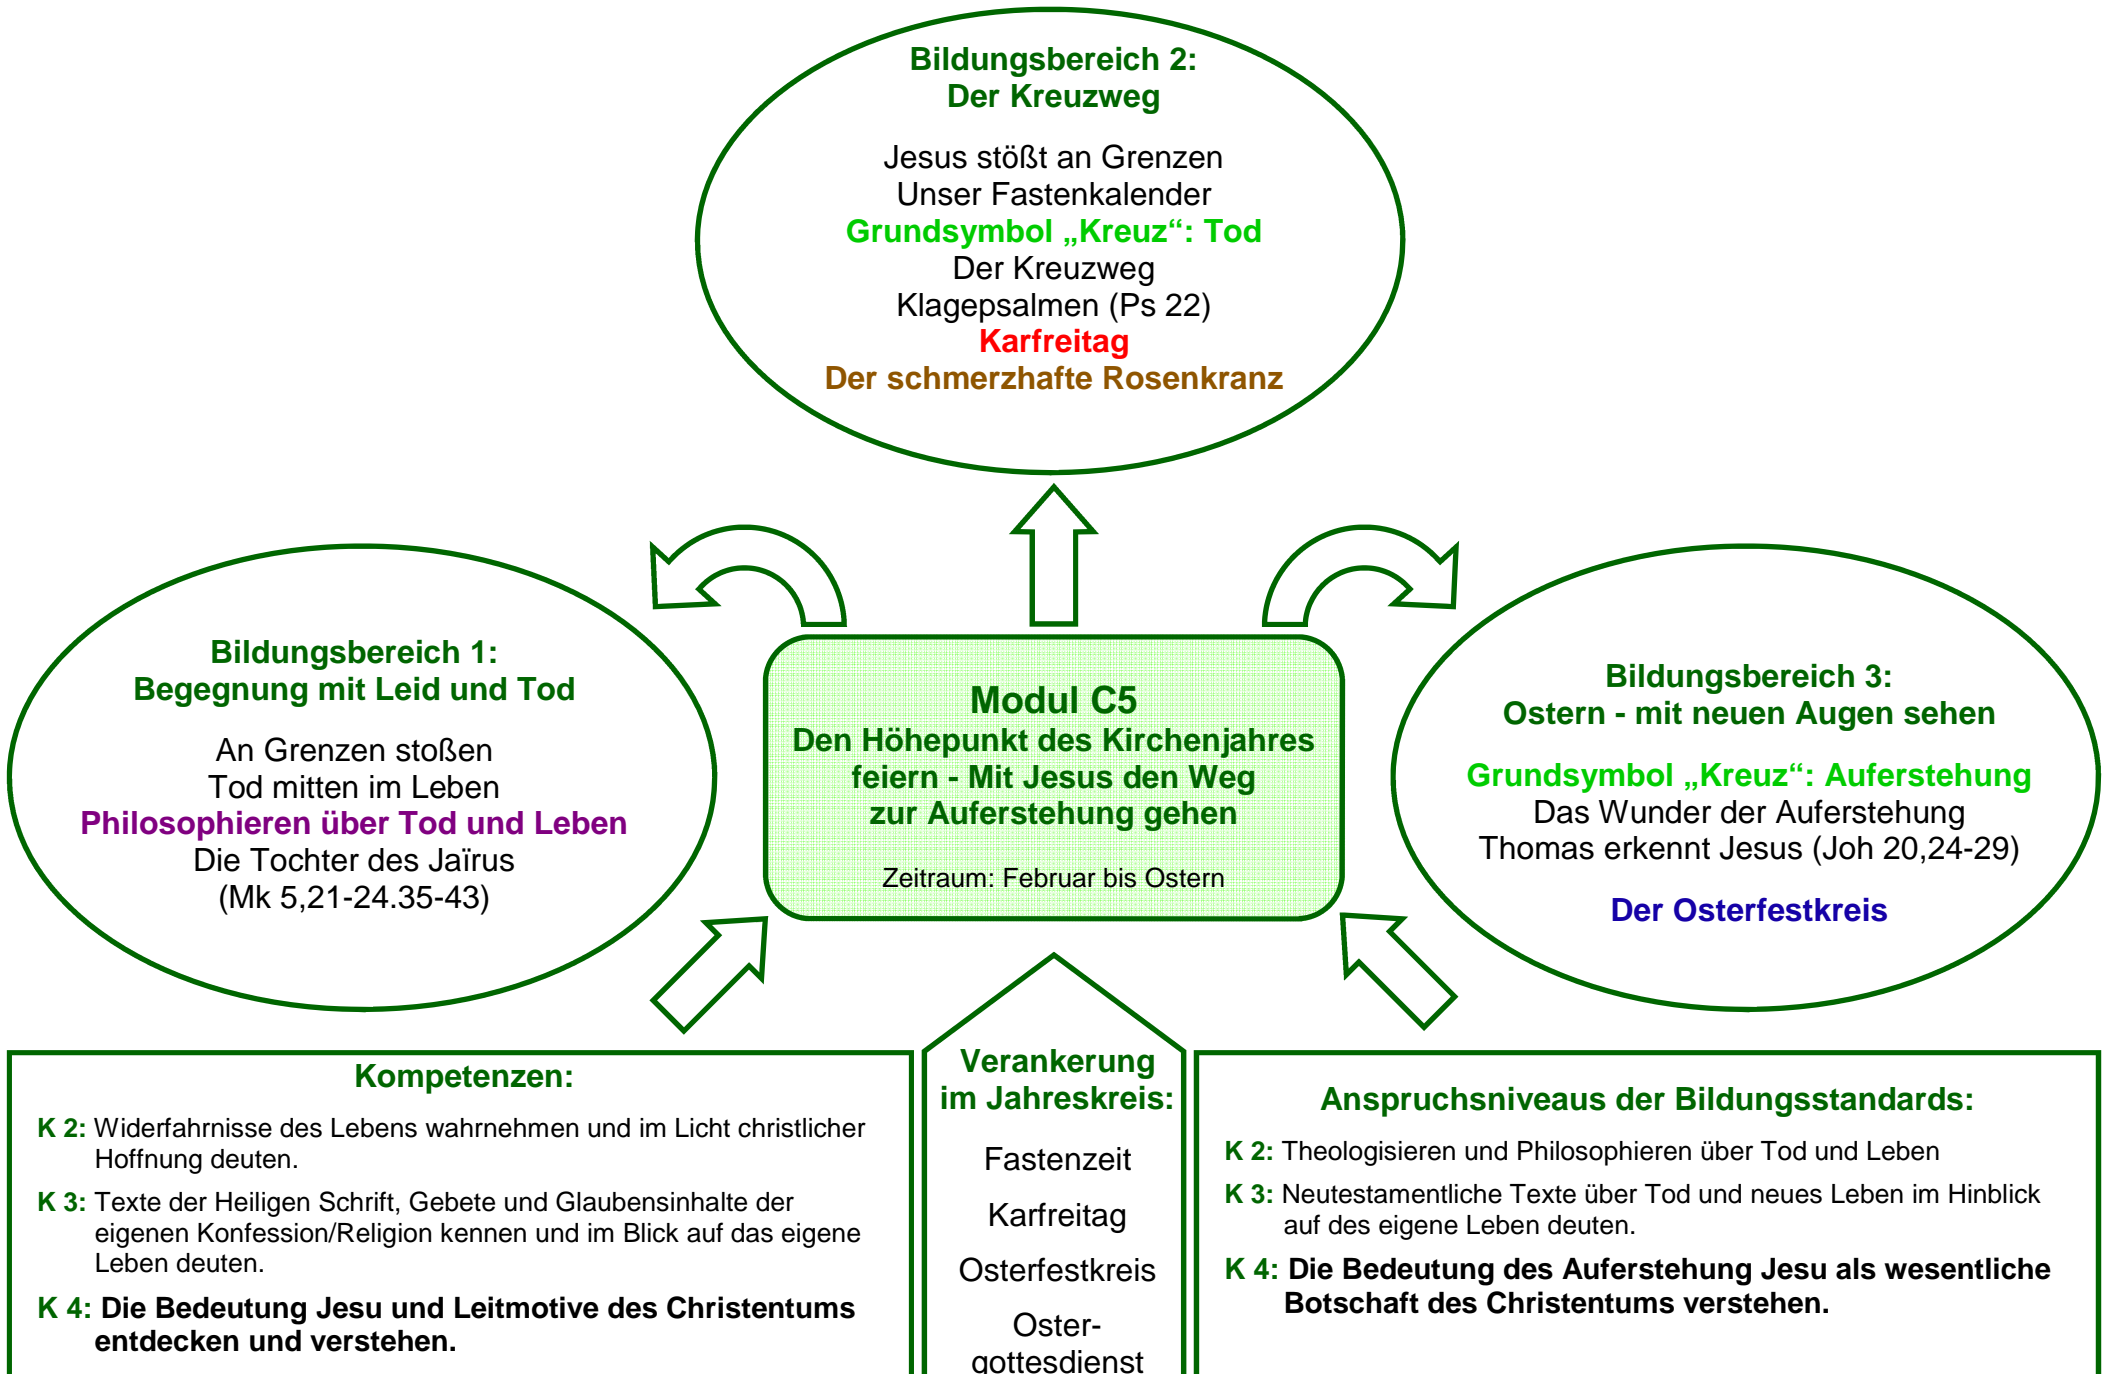 Bildungsbereich 2:
Der Kreuzweg
Jesus stößt an Grenzen
Unser Fastenkalender
Grundsymbol „Kreuz“: Tod
Der Kreuzweg
Klagepsalmen (Ps 22)
Karfreitag
Der schmerzhafte Rosenkranz
Bildungsbereich 1:
Begegnung mit Leid und Tod
An Grenzen stoßen
Tod mitten im Leben
Philosophieren über Tod und Leben
Die Tochter des Jaïrus
(Mk 5,21-24.35-43)
Modul C5
Den Höhepunkt des Kirchenjahres
feiern - Mit Jesus den Weg
zur Auferstehung gehen
Zeitraum: Februar bis Ostern
Bildungsbereich 3:
Ostern - mit neuen Augen sehen
Grundsymbol „Kreuz“: Auferstehung
Das Wunder der Auferstehung
Thomas erkennt Jesus (Joh 20,24-29)
Der Osterfestkreis
Kompetenzen:
K 2: Widerfahrnisse des Lebens wahrnehmen und im Licht christlicher
Hoffnung deuten.
K 3: Texte der Heiligen Schrift, Gebete und Glaubensinhalte der
eigenen Konfession/Religion kennen und im Blick auf das eigene
Leben deuten.
K 4: Die Bedeutung Jesu und Leitmotive des Christentums
entdecken und verstehen.
Verankerung
im Jahreskreis:
Fastenzeit
Karfreitag
Osterfestkreis
Oster-
gottesdienst
Anspruchsniveaus der Bildungsstandards:
K 2: Theologisieren und Philosophieren über Tod und Leben
K 3: Neutestamentliche Texte über Tod und neues Leben im Hinblick
auf des eigene Leben deuten.
K 4: Die Bedeutung des Auferstehung Jesu als wesentliche
Botschaft des Christentums verstehen.